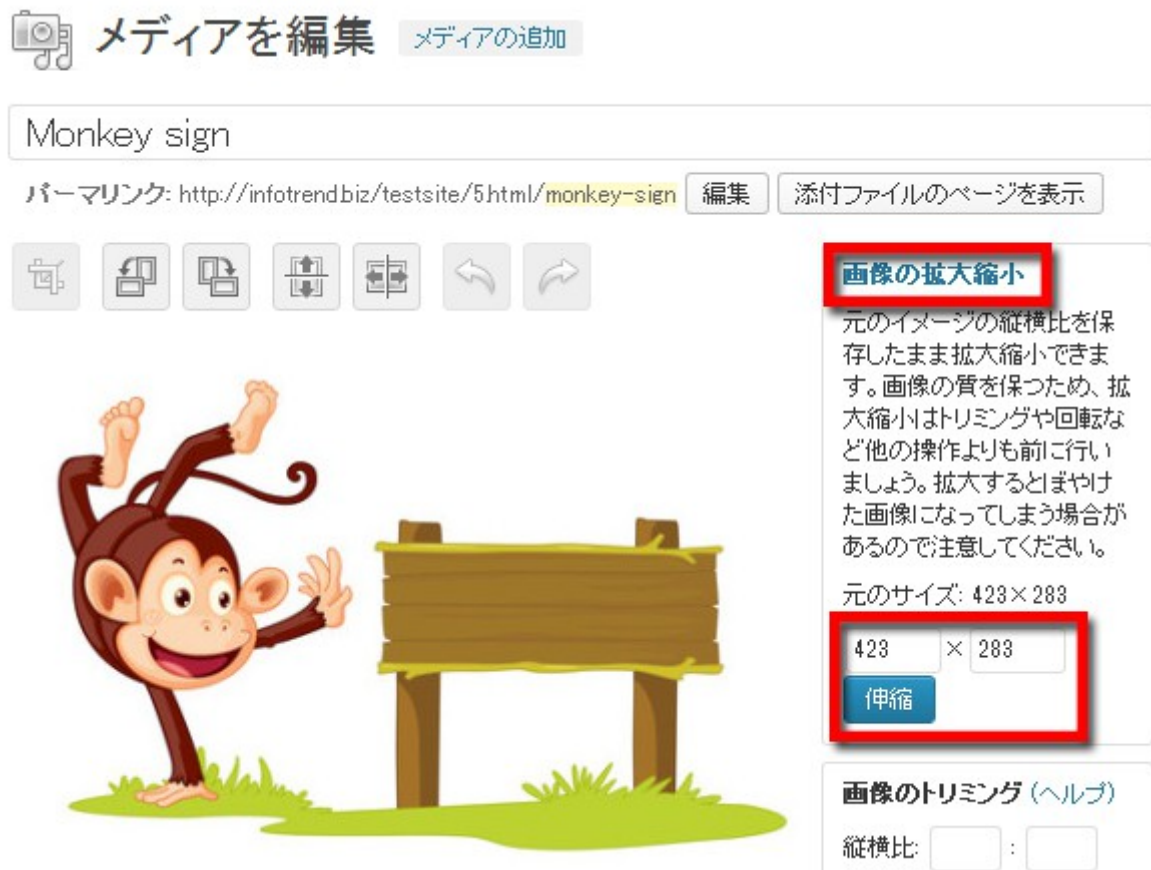 メディアを編集 メディアの追加
Monkey sign
パーマリンク: http://infotrend.biz/testsite/5.html/monkey-sign 編集 添付ファイルのページを表示
画像の拡大縮小
元のイメージの縦横比を保
存したまま拡大縮小できま
す。画像の質を保つため、拡
大縮小はトリミングや回転な
ど他の操作よりも前に行い
ましょう。拡大するとぼやけ
た画像になってしまう場合が
あるので注意してください。
元のサイズ: 423×283
423 × 283
伸縮
画像のトリミング (ヘルプ)
縦横比: :